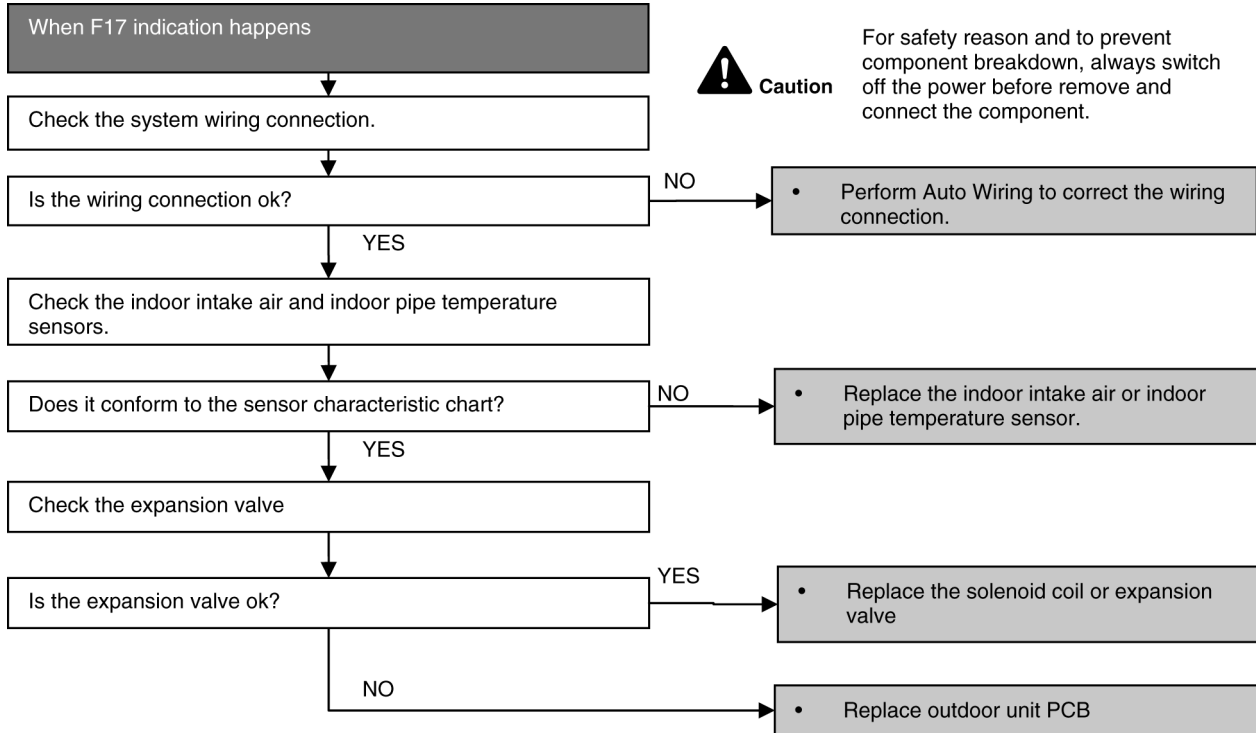 When F17 indication happens
Caution
For safety reason and to prevent
component breakdown, always switch
off the power before remove and
connect the component.
Check the system wiring connection.
Is the wiring connection ok?
NO
• Perform Auto Wiring to correct the wiring
connection.
YES
Check the indoor intake air and indoor pipe temperature
sensors.
Does it conform to the sensor characteristic chart?
NO
• Replace the indoor intake air or indoor
pipe temperature sensor.
YES
Check the expansion valve
Is the expansion valve ok?
YES
• Replace the solenoid coil or expansion
valve
NO
• Replace outdoor unit PCB